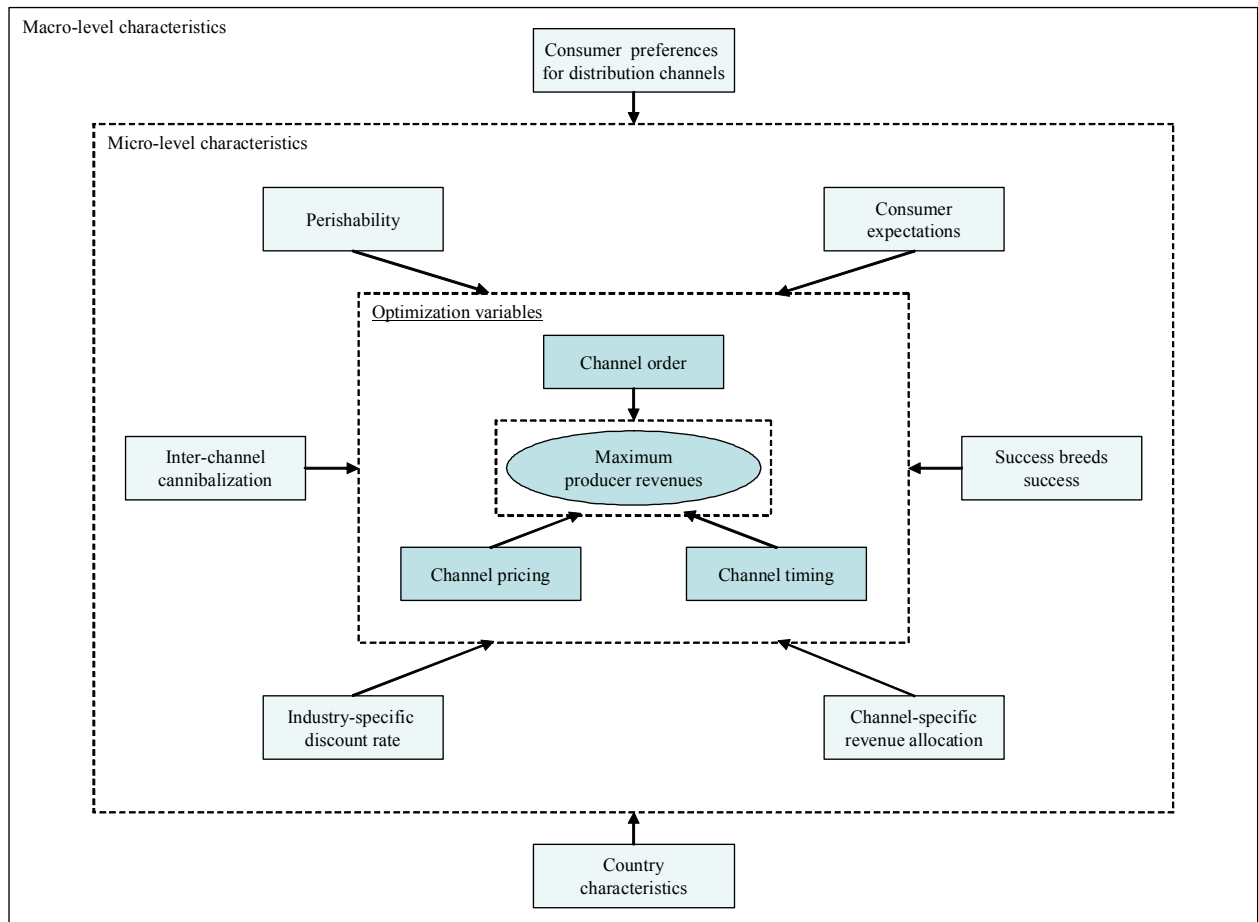 Macro-level characteristics
Consumer preferences
for distribution channels
Micro-level characteristics
Perishability
Consumer
expectations
Optimization variables
Channel order
Inter-channel
cannibalization
Maximum
producer revenues
Success breeds
success
Channel pricing
Channel timing
Industry-specific
discount rate
Channel-specific
revenue allocation
Country
characteristics